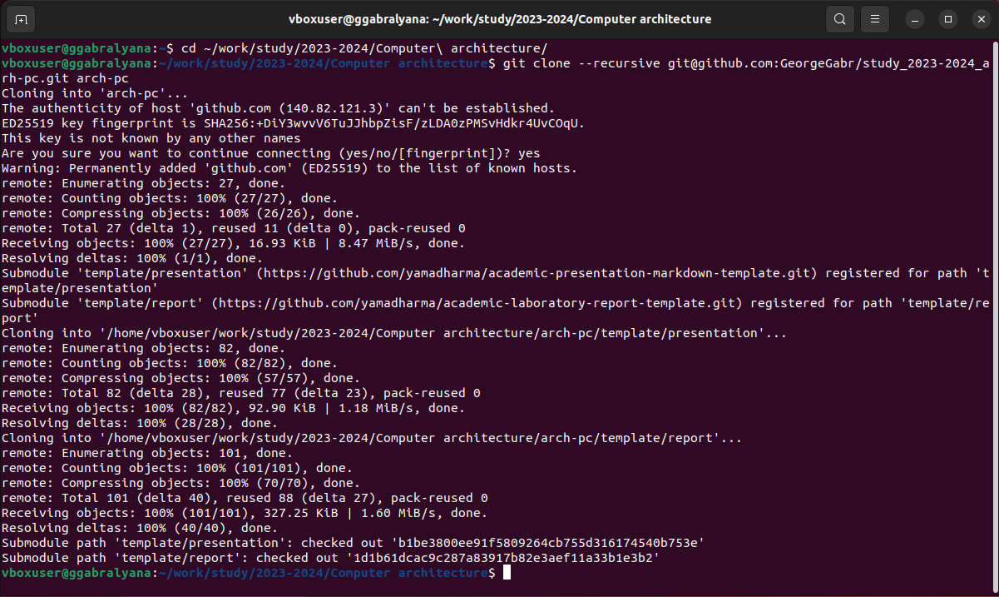 vboxuser@ggabralyana: ~/work/study/2023-2024/Computer architecture
vboxuser@ggabralyana:~$ cd ~/work/study/2023-2024/Computer\ architecture/
vboxuser@ggabralyana:~/work/study/2023-2024/Computer architecture$ git clone --recursive git@github.com:GeorgeGabr/study_2023-2024_a
rh-pc.git arch-pc
Cloning into 'arch-pc'...
The authenticity of host 'github.com (140.82.121.3)' can't be established.
ED25519 key fingerprint is SHA256:+DiY3wvvV6TuJJhbpZisF/zLDA0zPMSvHdkr4UvCOqU.
This key is not known by any other names
Are you sure you want to continue connecting (yes/no/[fingerprint])? yes
Warning: Permanently added 'github.com' (ED25519) to the list of known hosts.
remote: Enumerating objects: 27, done.
remote: Counting objects: 100% (27/27), done.
remote: Compressing objects: 100% (26/26), done.
remote: Total 27 (delta 1), reused 11 (delta 0), pack-reused 0
Receiving objects: 100% (27/27), 16.93 KiB | 8.47 MiB/s, done.
Resolving deltas: 100% (1/1), done.
Submodule 'template/presentation' (https://github.com/yamadharma/academic-presentation-markdown-template.git) registered for path 't
emplate/presentation'
Submodule 'template/report' (https://github.com/yamadharma/academic-laboratory-report-template.git) registered for path 'template/re
port'
Cloning into '/home/vboxuser/work/study/2023-2024/Computer architecture/arch-pc/template/presentation'...
remote: Enumerating objects: 82, done.
remote: Counting objects: 100% (82/82), done.
remote: Compressing objects: 100% (57/57), done.
remote: Total 82 (delta 28), reused 77 (delta 23), pack-reused 0
Receiving objects: 100% (82/82), 92.90 KiB | 1.18 MiB/s, done.
Resolving deltas: 100% (28/28), done.
Cloning into '/home/vboxuser/work/study/2023-2024/Computer architecture/arch-pc/template/report'...
remote: Enumerating objects: 101, done.
remote: Counting objects: 100% (101/101), done.
remote: Compressing objects: 100% (70/70), done.
remote: Total 101 (delta 40), reused 88 (delta 27), pack-reused 0
Receiving objects: 100% (101/101), 327.25 KiB | 1.60 MiB/s, done.
Resolving deltas: 100% (40/40), done.
Submodule path 'template/presentation': checked out 'b1be3800ee91f5809264cb755d316174540b753e'
Submodule path 'template/report': checked out '1d1b61dcac9c287a83917b82e3aef11a33b1e3b2'
vboxuser@ggabralyana:~/work/study/2023-2024/Computer architecture$